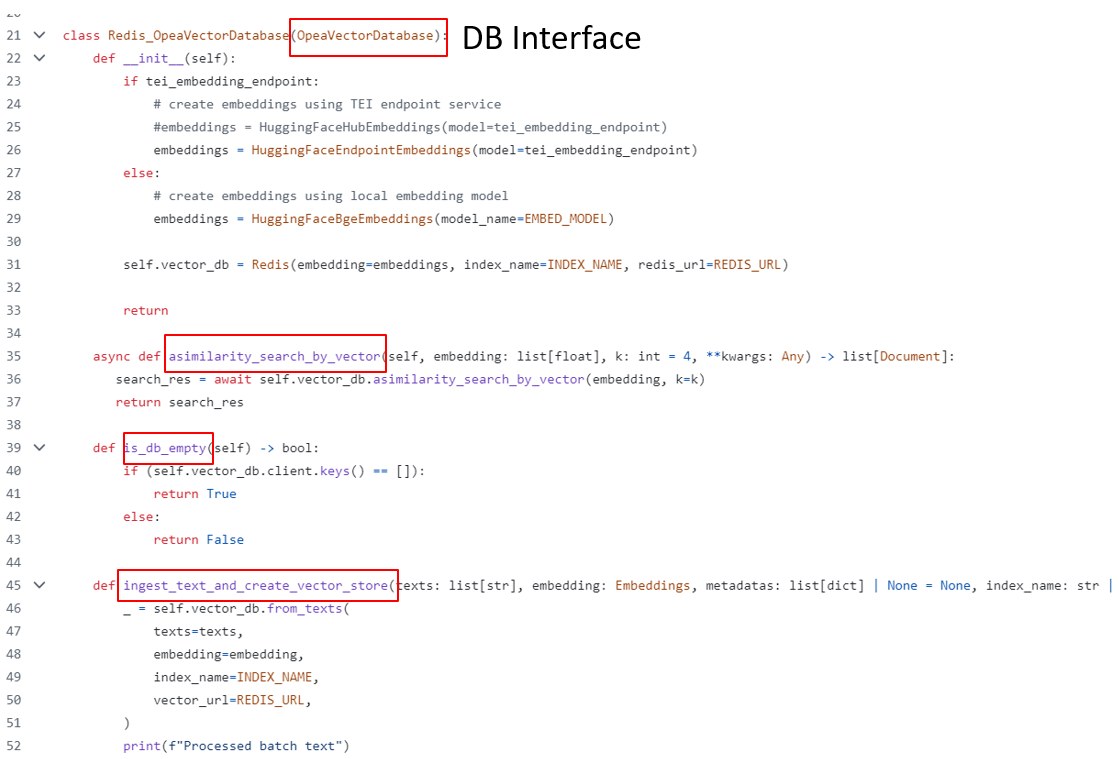 21 class Redis_OpeaVectorDatabase(OpeaVectorDatabase): DB Interface
22     def __init__(self):
23         if tei_embedding_endpoint:
24             # create embeddings using TEI endpoint service
25             #embeddings = HuggingFaceHubEmbeddings(model=tei_embedding_endpoint)
26             embeddings = HuggingFaceEndpointEmbeddings(model=tei_embedding_endpoint)
27         else:
28             # create embeddings using local embedding model
29             embeddings = HuggingFaceBgeEmbeddings(model_name=EMBED_MODEL)
30
31         self.vector_db = Redis(embedding=embeddings, index_name=INDEX_NAME, redis_url=REDIS_URL)
32
33         return
34
35     async def asimilarity_search_by_vector(self, embedding: list[float], k: int = 4, **kwargs: Any) -> list[Document]:
36        search_res = await self.vector_db.asimilarity_search_by_vector(embedding, k=k)
37        return search_res
38
39     def is_db_empty(self) -> bool:
40         if (self.vector_db.client.keys() == []):
41             return True
42         else:
43             return False
44
45     def ingest_text_and_create_vector_store(texts: list[str], embedding: Embeddings, metadatas: list[dict] | None = None, index_name: str |
46         _ = self.vector_db.from_texts(
47             texts=texts,
48             embedding=embedding,
49             index_name=INDEX_NAME,
50             vector_url=REDIS_URL,
51         )
52         print(f"Processed batch text")